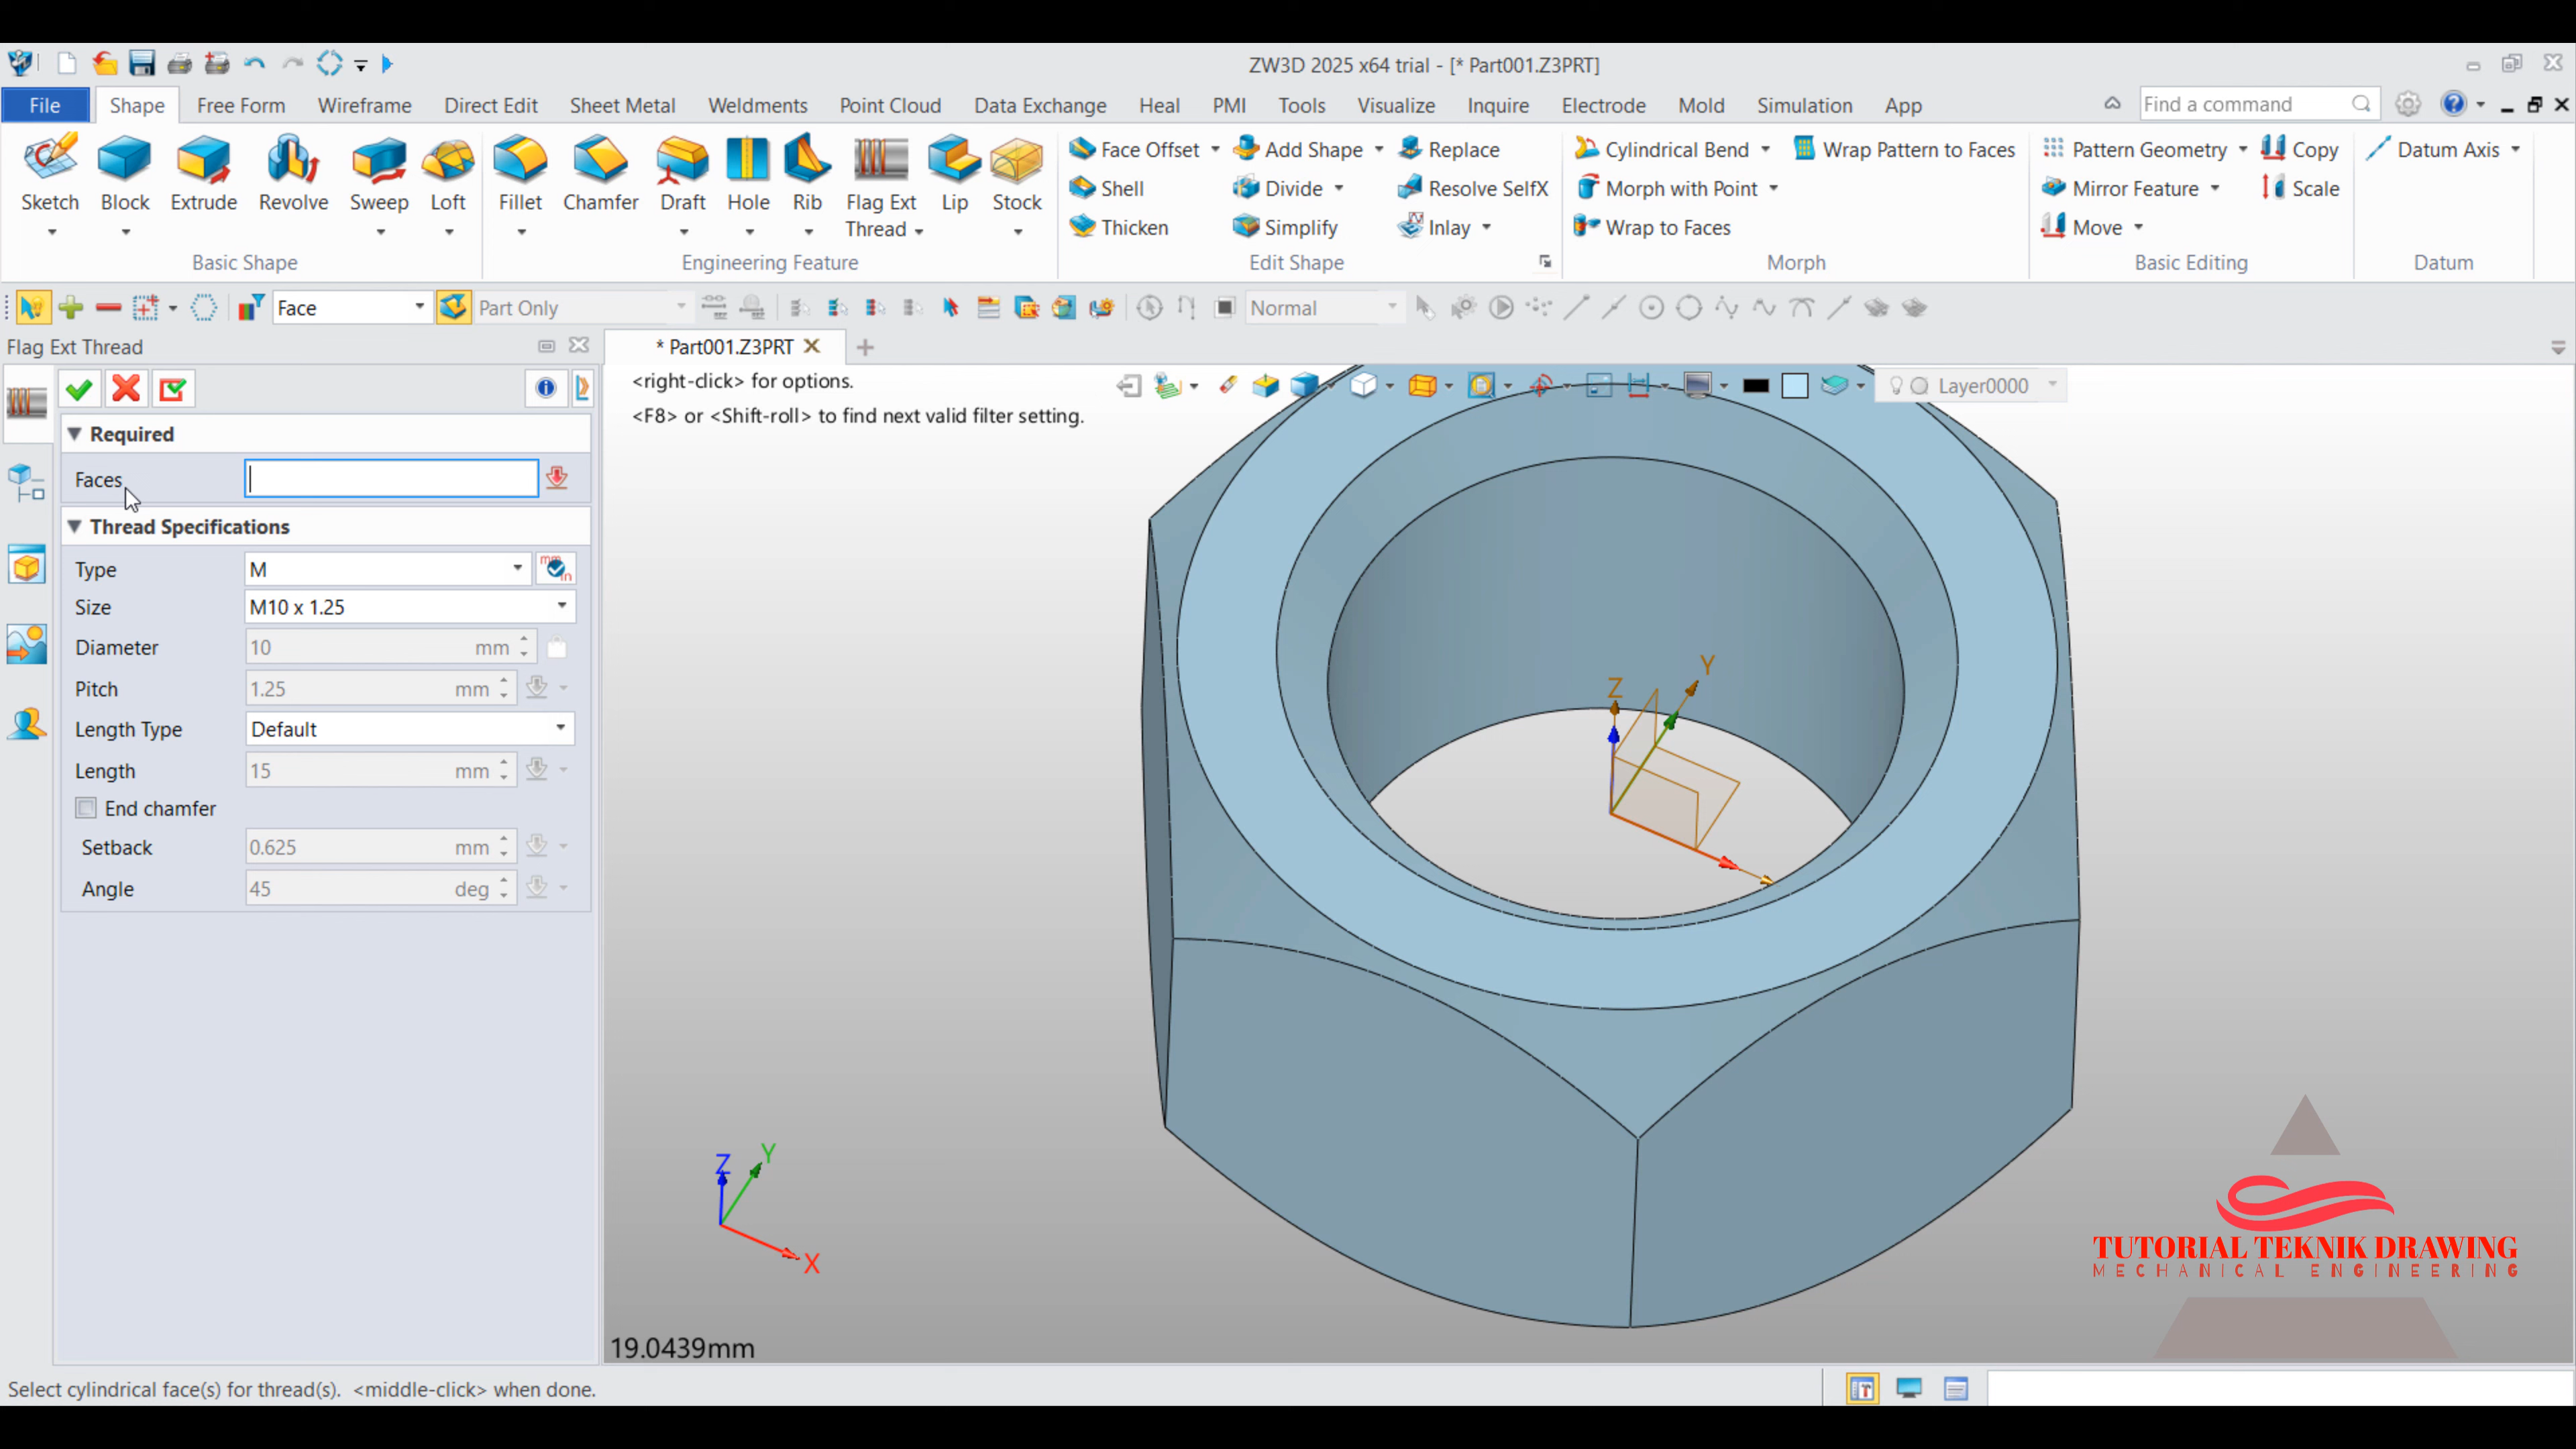 ZW3D 2025 x64 trial - [* Part001.Z3PRT]
File Shape Free Form Wireframe Direct Edit Sheet Metal Weldments Point Cloud Data Exchange Heal PMI Tools Visualize Inquire Electrode Mold Simulation App Find a command
Sketch Block Extrude Revolve Sweep Loft
Basic Shape
Fillet Chamfer Draft Hole Rib Flag Ext Thread Lip Stock
Engineering Feature
Face Offset Add Shape Replace
Shell Divide Resolve SelfX
Thicken Simplify Inlay
Edit Shape
Cylindrical Bend Wrap Pattern to Faces
Morph with Point
Wrap to Faces
Morph
Pattern Geometry Copy
Mirror Feature Scale
Move
Basic Editing
Datum Axis
Datum
Face Part Only Normal
Flag Ext Thread
* Part001.Z3PRT
<right-click> for options.
<F8> or <Shift-roll> to find next valid filter setting.
Layer0000
Required
Faces
Thread Specifications
Type M mm in
Size M10 x 1.25
Diameter 10 mm
Pitch 1.25 mm
Length Type Default
Length 15 mm
End chamfer
Setback 0.625 mm
Angle 45 deg
Y
Z
Z Y
X
TUTORIAL TEKNIK DRAWING
MECHANICAL ENGINEERING
19.0439mm
Select cylindrical face(s) for thread(s). <middle-click> when done.